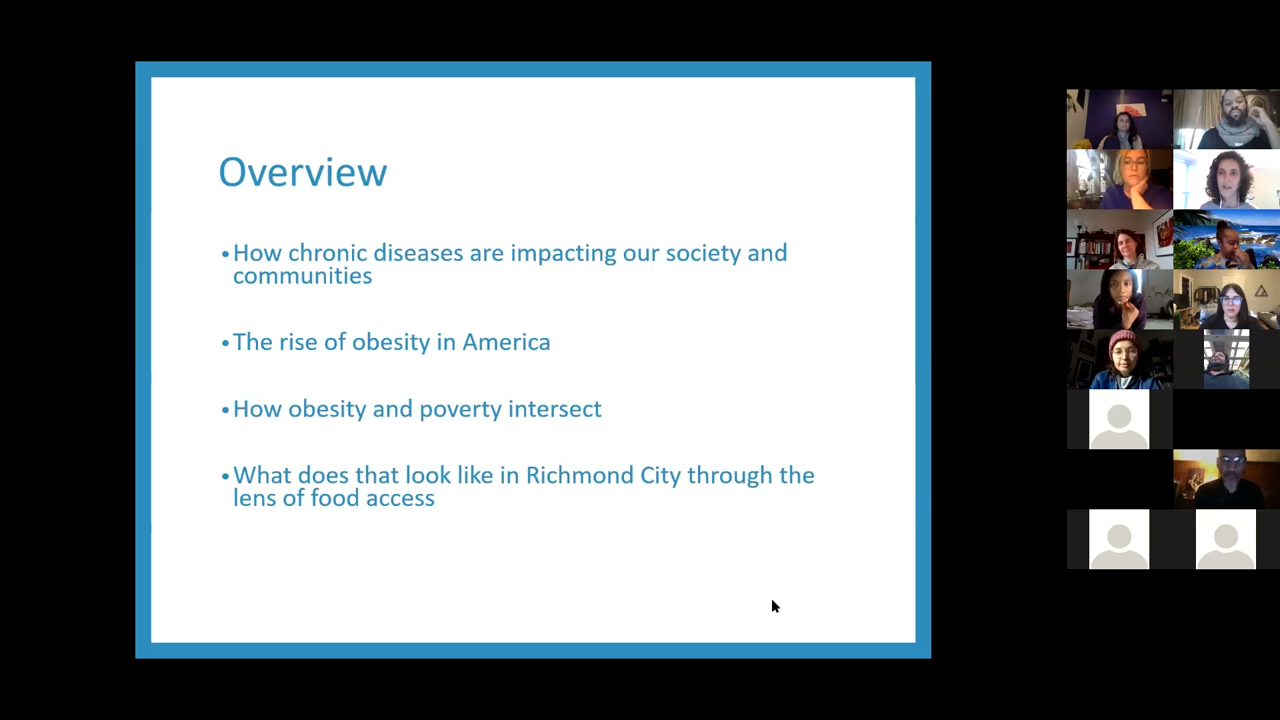 Overview
•How chronic diseases are impacting our society and
communities
•The rise of obesity in America
•How obesity and poverty intersect
•What does that look like in Richmond City through the
lens of food access